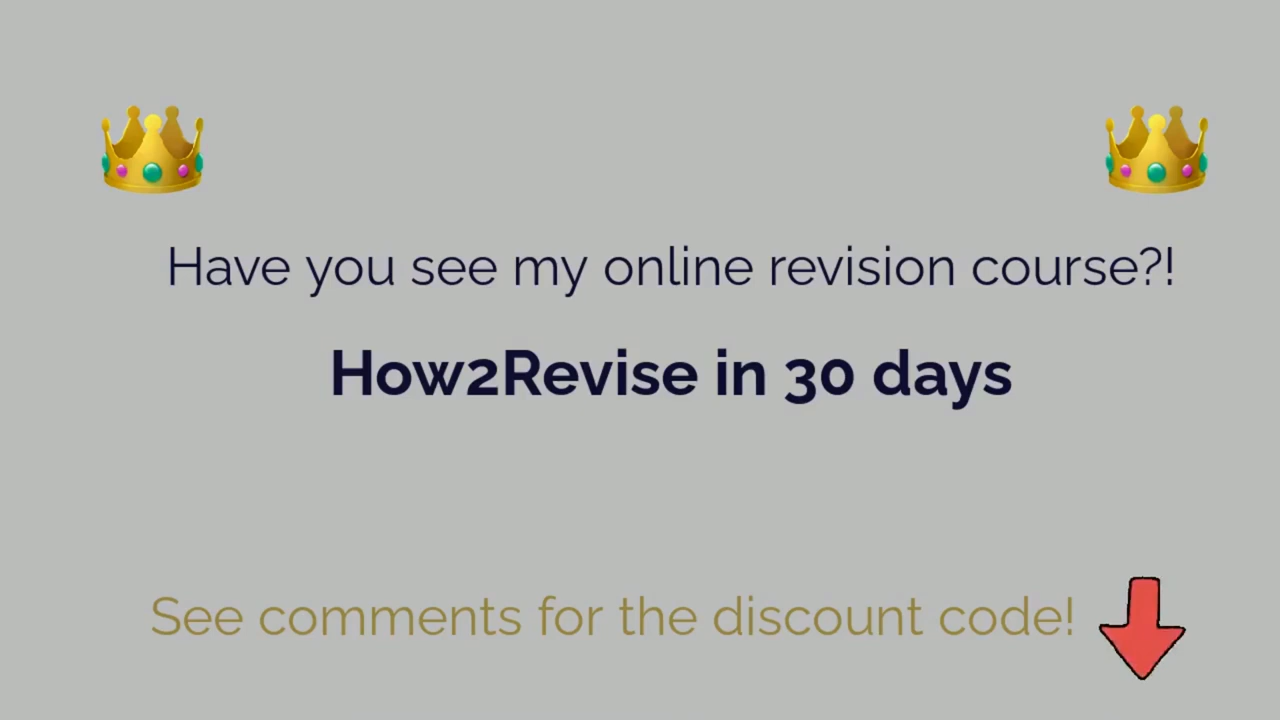 Have you see my online revision course?!
How2Revise in 30 days
See comments for the discount code!